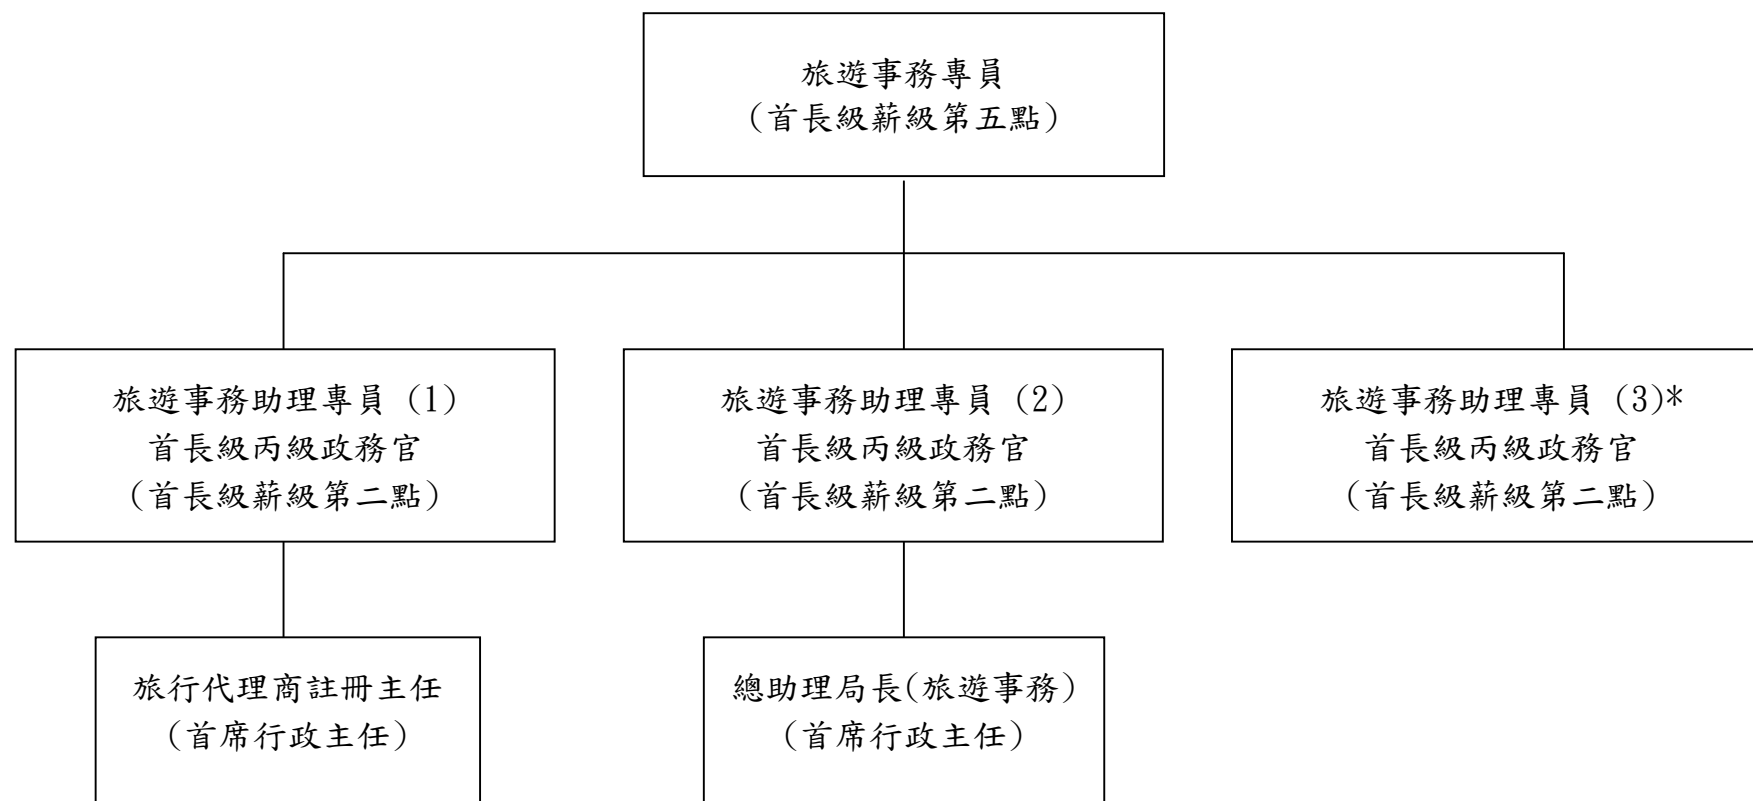 旅遊事務專員
（首長級薪級第五點）
旅遊事務助理專員 (1)
首長級丙級政務官
（首長級薪級第二點）
旅遊事務助理專員 (2)
首長級丙級政務官
（首長級薪級第二點）
旅遊事務助理專員 (3)*
首長級丙級政務官
（首長級薪級第二點）
旅行代理商註冊主任
（首席行政主任）
總助理局長(旅遊事務)
（首席行政主任）